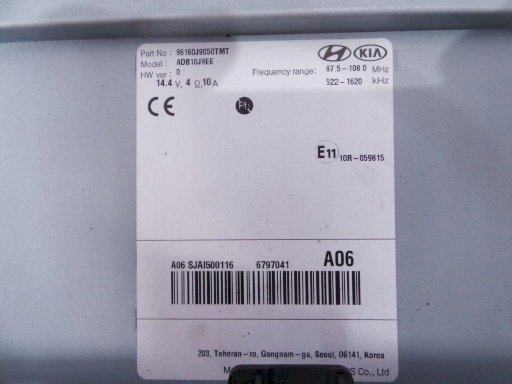 Part No : 96160J9050TMT
Model : ADB10J9EE
HW ver : 0
14.4 V, 4 Ω, 10 A
KIA
Frequency range: 87.5-108.0 MHz
522-1620 kHz
CE
E11 10R-059815
A06 SJAI500116 6797041 A06
203, Teheran-ro, Gangnam-gu, Seoul, 06141, Korea
Co., Ltd